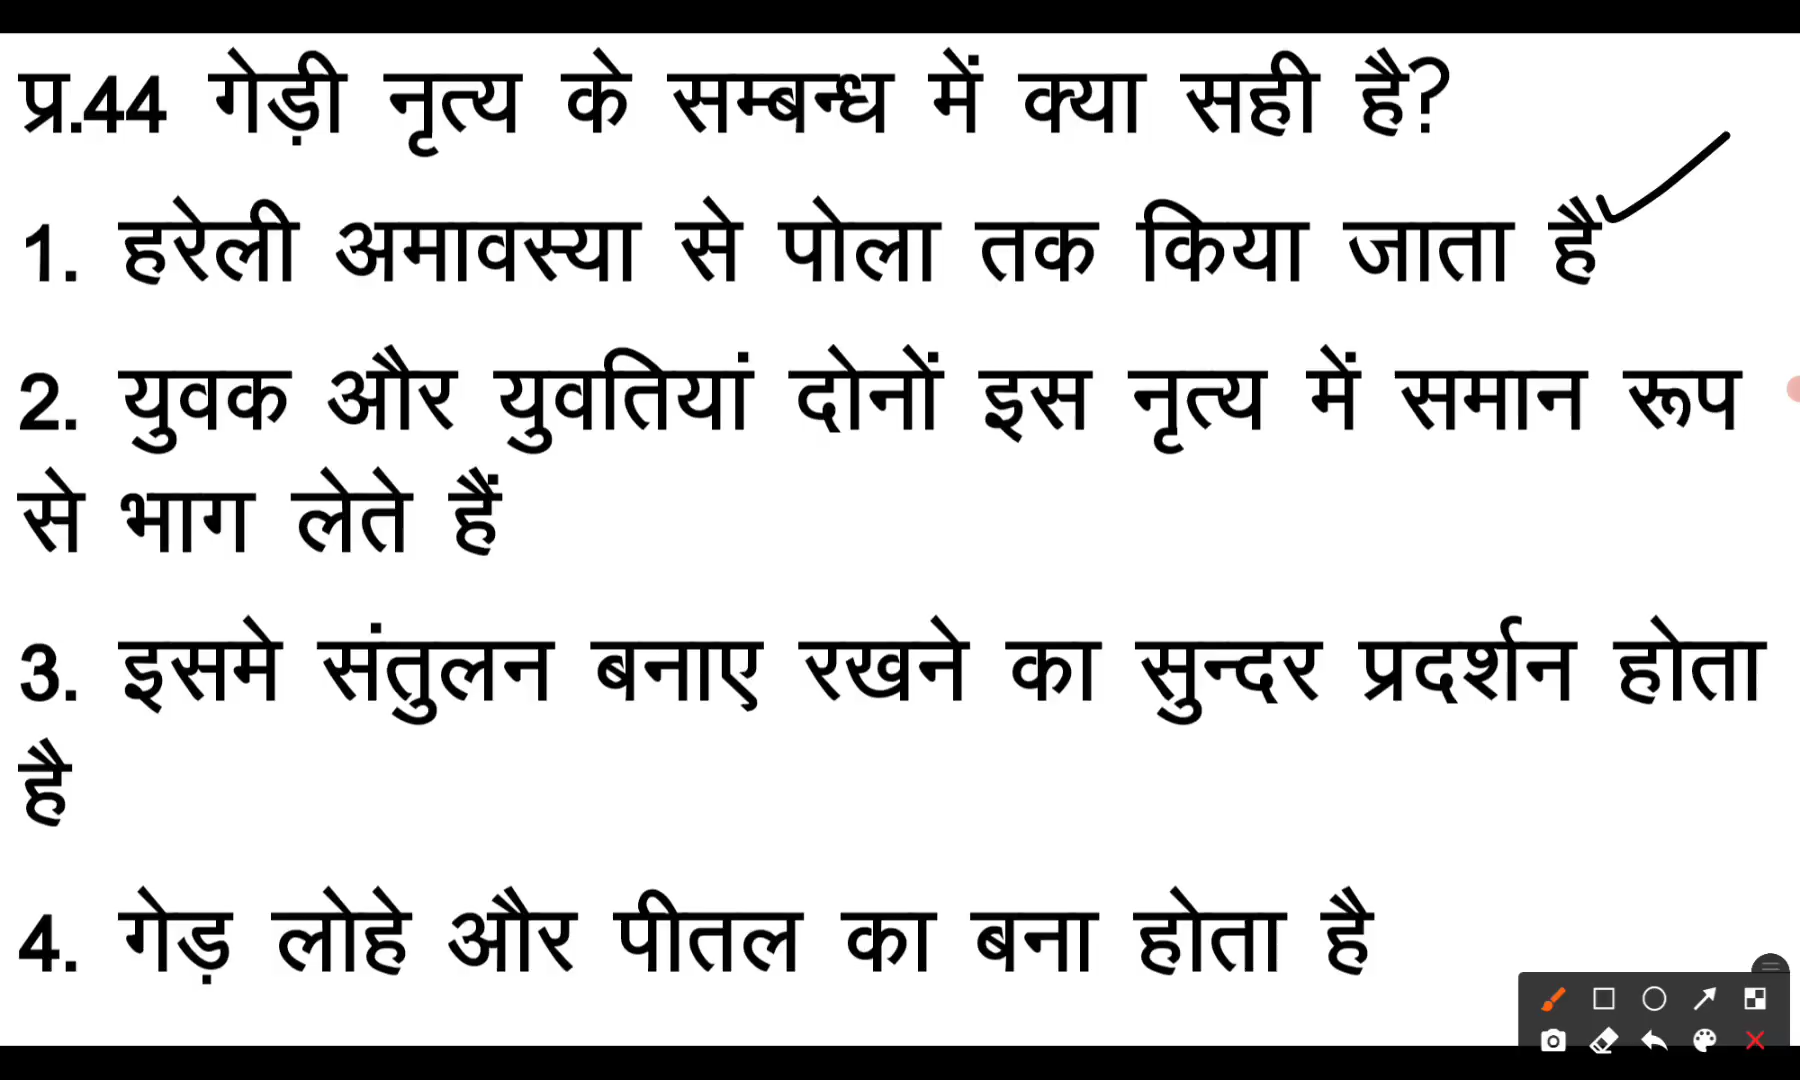 प्र.44 गेड़ी नृत्य के सम्बन्ध में क्या सही है?
1. हरेली अमावस्या से पोला तक किया जाता है
2. युवक और युवतियां दोनों इस नृत्य में समान रूप
से भाग लेते हैं
3. इसमे संतुलन बनाए रखने का सुन्दर प्रदर्शन होता
है
4. गेड़ लोहे और पीतल का बना होता है